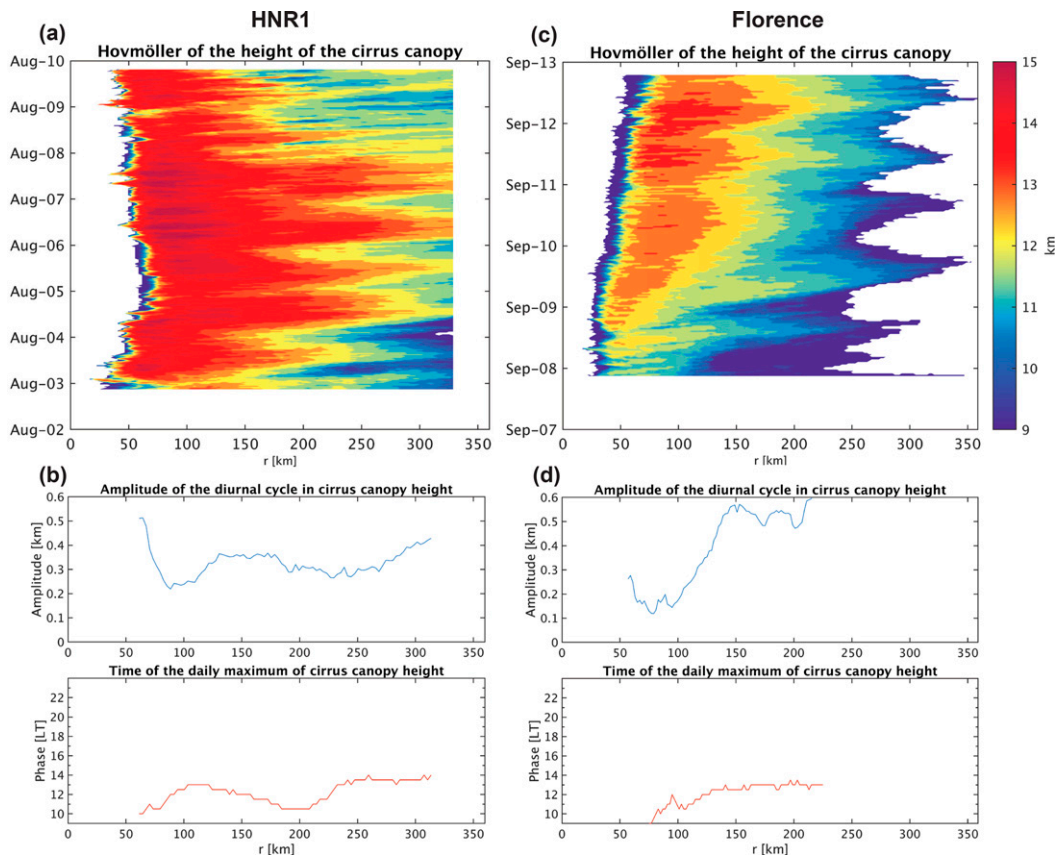 HNR1
Florence
(a)
(c)
Hovmöller of the height of the cirrus canopy
Hovmöller of the height of the cirrus canopy
Aug-10
Aug-09
Aug-08
Aug-07
Aug-06
Aug-05
Aug-04
Aug-03
Aug-02
0 50 100 150 200 250 300 350
r [km]
Sep-13
Sep-12
Sep-11
Sep-10
Sep-09
Sep-08
Sep-07
0 50 100 150 200 250 300 350
r [km]
15
14
13
12
11
10
9
km
(b)
(d)
Amplitude of the diurnal cycle in cirrus canopy height
Amplitude of the diurnal cycle in cirrus canopy height
Amplitude [km]
0.6
0.5
0.4
0.3
0.2
0.1
0
0 50 100 150 200 250 300 350
Amplitude [km]
0.6
0.5
0.4
0.3
0.2
0.1
0
0 50 100 150 200 250 300 350
Time of the daily maximum of cirrus canopy height
Time of the daily maximum of cirrus canopy height
Phase [LT]
22
20
18
16
14
12
10
0 50 100 150 200 250 300 350
r [km]
Phase [LT]
22
20
18
16
14
12
10
0 50 100 150 200 250 300 350
r [km]